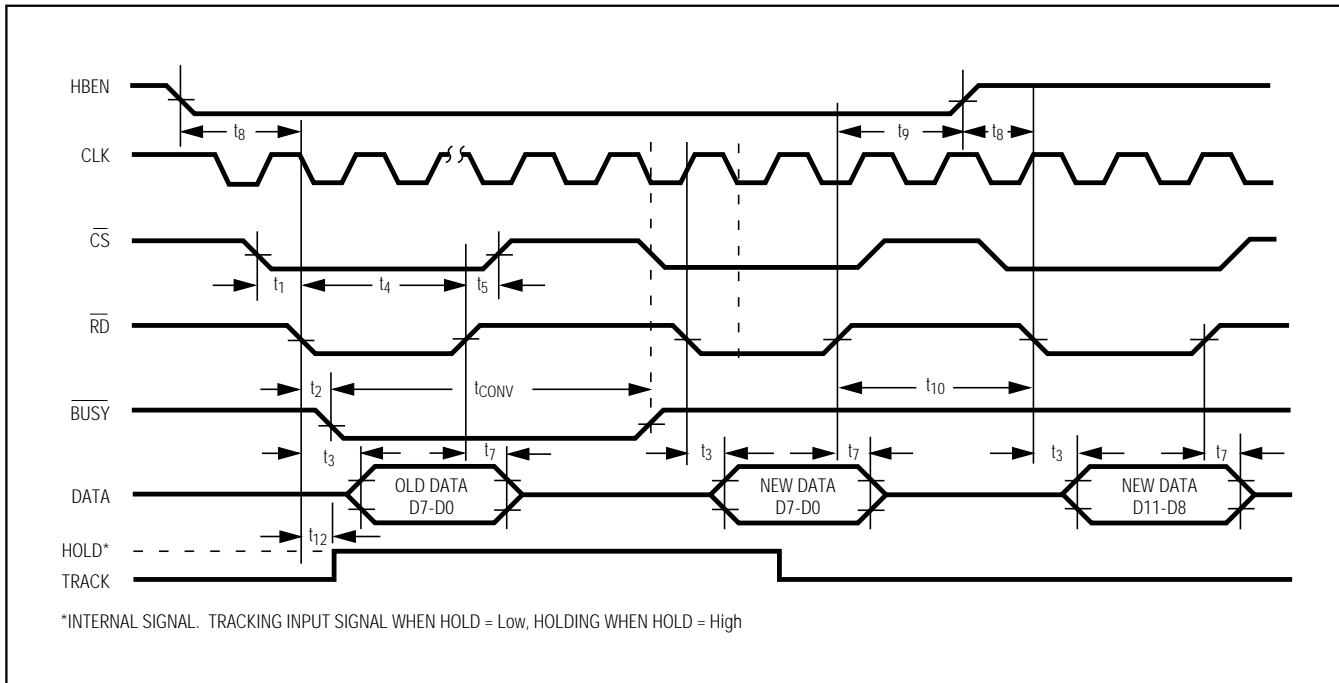 HBEN
t8 t9 t8
CLK
CS
t1 t4 t5
RD
t2 tCONV t10
BUSY
t3 t7 t3 t7 t3 t7
DATA
OLD DATA
D7-D0
NEW DATA
D7-D0
NEW DATA
D11-D8
t12
HOLD*
TRACK
*INTERNAL SIGNAL. TRACKING INPUT SIGNAL WHEN HOLD = Low, HOLDING WHEN HOLD = High